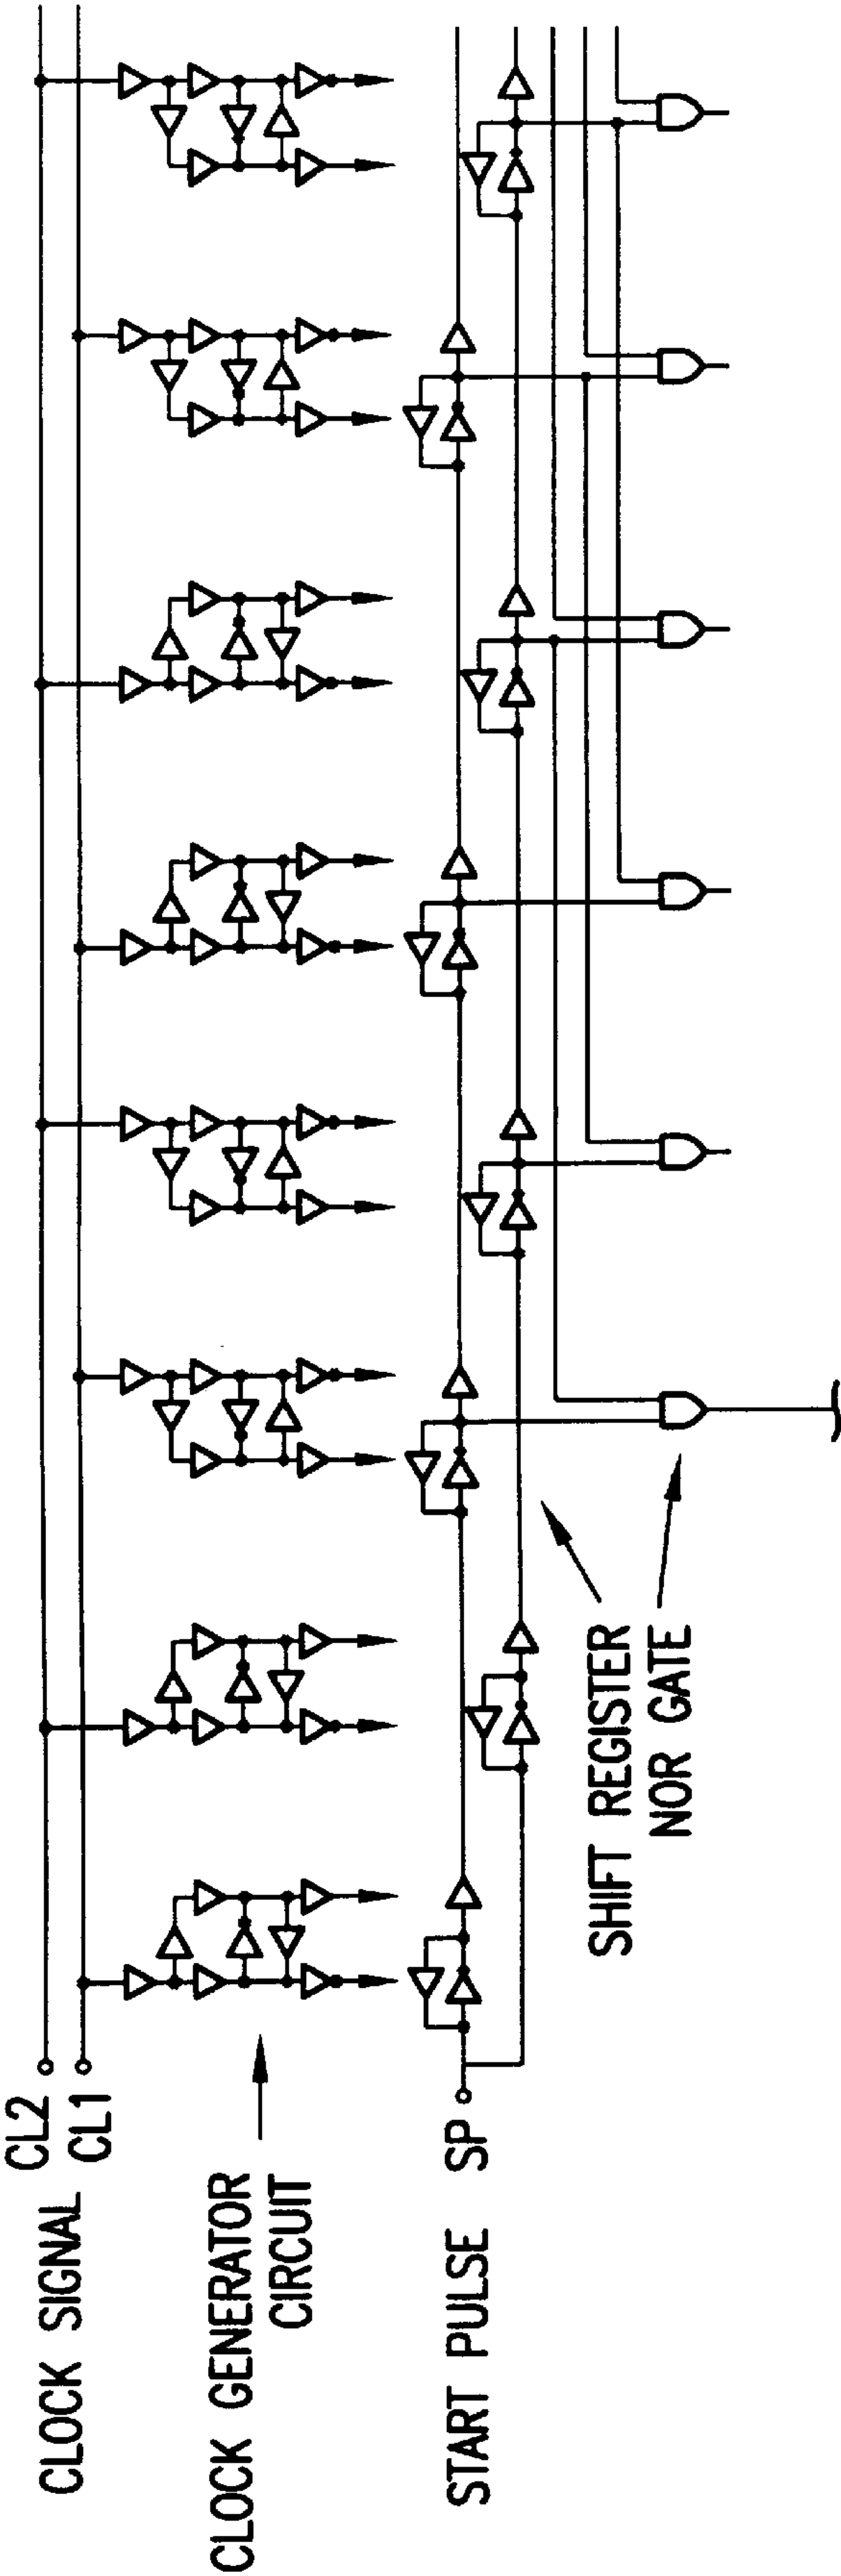 CLOCK SIGNAL
CL2
CL1
CLOCK GENERATOR
CIRCUIT
START PULSE SP
SHIFT REGISTER
NOR GATE